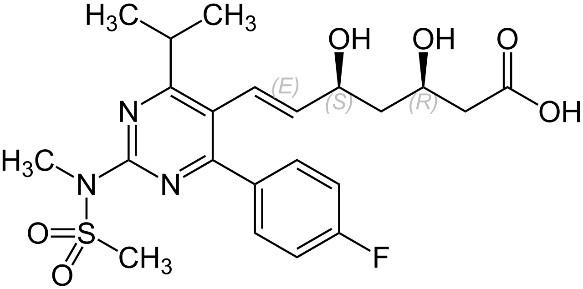 H₃C CH₃
OH OH O
(E) (S) (R) OH
N
H₃C N N
O S CH₃ F
O